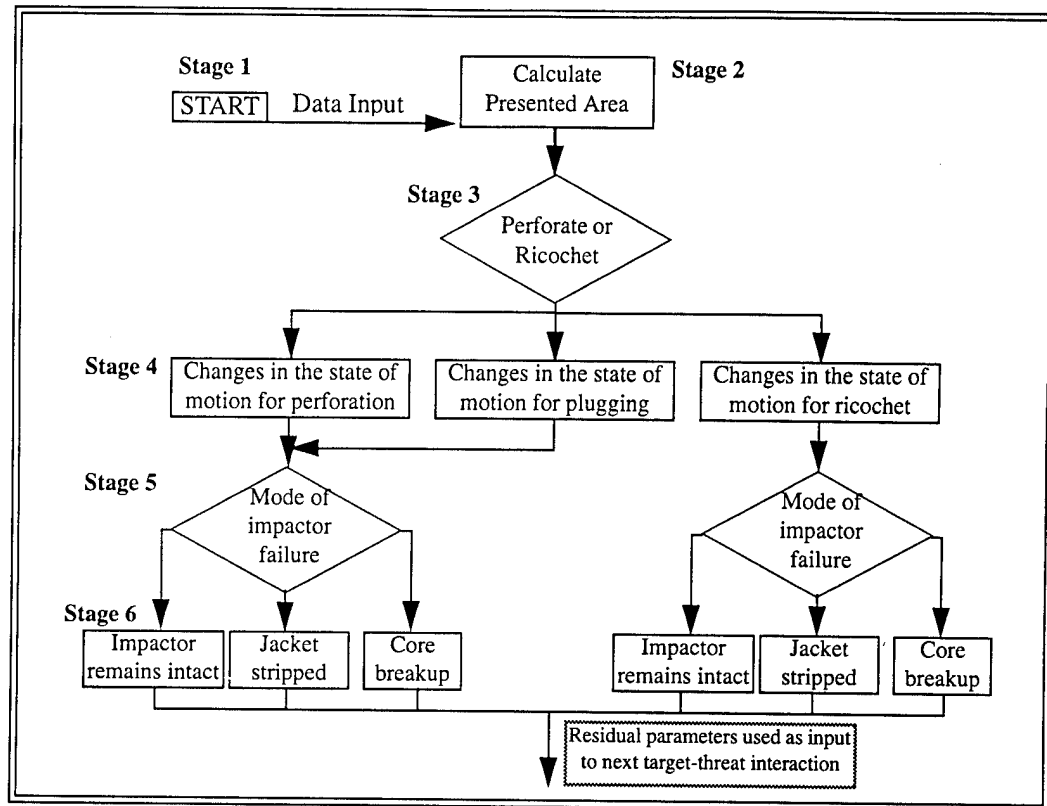 Stage 1
START
Data Input
Calculate
Presented Area
Stage 2
Stage 3
Perforate or
Ricochet
Stage 4
Changes in the state of
motion for perforation
Changes in the state of
motion for plugging
Changes in the state of
motion for ricochet
Stage 5
Mode of
impactor
failure
Mode of
impactor
failure
Stage 6
Impactor
remains intact
Jacket
stripped
Core
breakup
Impactor
remains intact
Jacket
stripped
Core
breakup
Residual parameters used as input
to next target-threat interaction